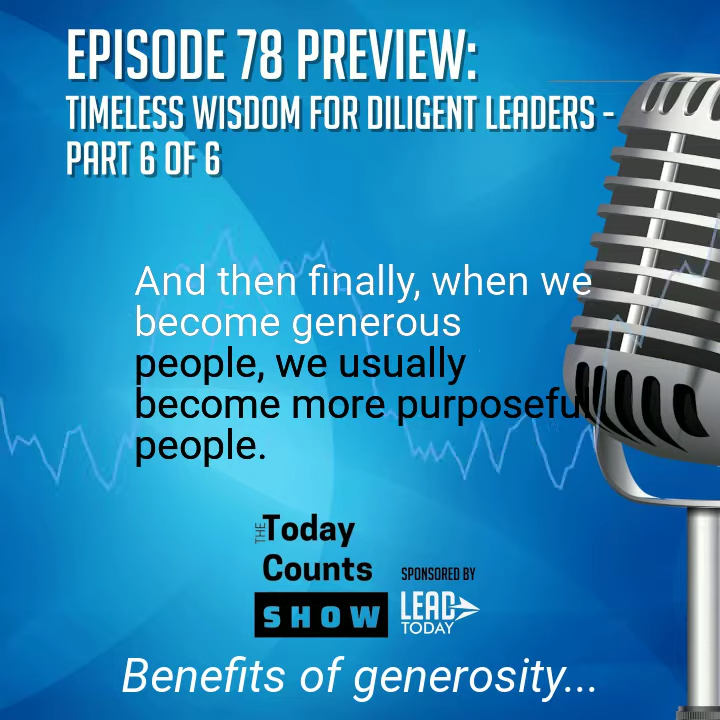 EPISODE 78 PREVIEW:
TIMELESS WISDOM FOR DILIGENT LEADERS -
PART 6 OF 6
And then finally, when we
become generous
people, we usually
become more purposeful
people.
THE Today
Counts
SHOW
SPONSORED BY
LEAD
TODAY
Benefits of generosity...